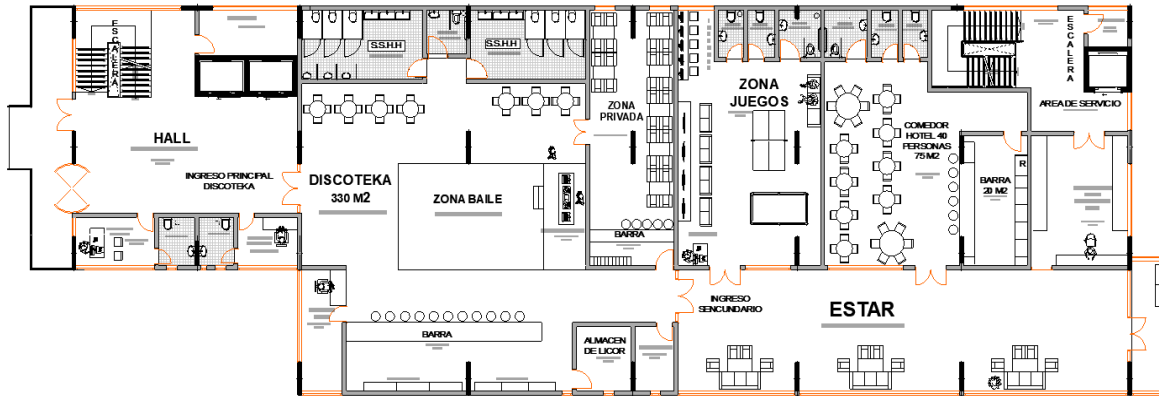 ESCALERA
HALL
INGRESO PRINCIPAL
DISCOTEKA
S.S.H.H
S.S.H.H
DISCOTEKA
330 M2
ZONA BAILE
ZONA
PRIVADA
BARRA
BARRA
ALMACEN
DE LICOR
ZONA
JUEGOS
COMEDOR
HOTEL 40
PERSONAS
75 M2
BARRA
20 M2
R
ESCALERA
AREA DE SERVICIO
INGRESO
SENCUNDARIO
ESTAR